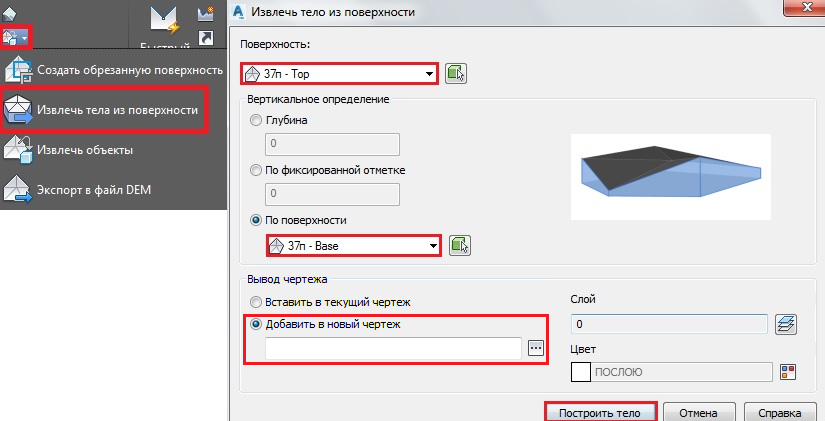 Быстрый
Создать обрезанную поверхность
Извлечь тела из поверхности
Извлечь объекты
Экспорт в файл DEM
Извлечь тело из поверхности
Поверхность:
37п - Top
Вертикальное определение
Глубина
0
По фиксированной отметке
0
По поверхности
37п - Base
Вывод чертежа
Вставить в текущий чертеж
Добавить в новый чертеж
...
Слой
0
Цвет
ПОСЛОЮ
Построить тело
Отмена
Справка